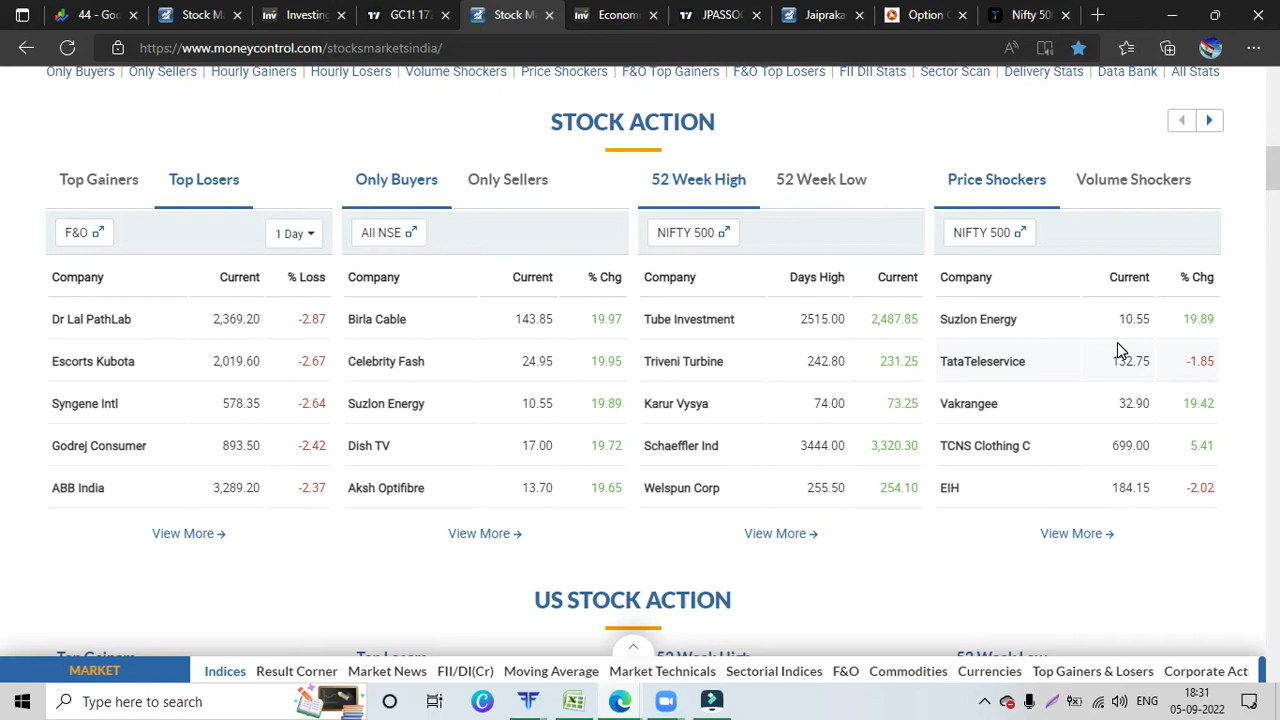 44 - Go
Stock M
Investing
GC1! 17
Stock M
Econom
JPASSO
Jaipraka
Option
Nifty 50
https://www.moneycontrol.com/stocksmarketsindia/
Only Buyers | Only Sellers | Hourly Gainers | Hourly Losers | Volume Shockers | Price Shockers | F&O Top Gainers | F&O Top Losers | FII DII Stats | Sector Scan | Delivery Stats | Data Bank | All Stats
STOCK ACTION
Top Gainers Top Losers
F&O 1 Day
Company Current % Loss
Dr Lal PathLab 2,369.20 -2.87
Escorts Kubota 2,019.60 -2.67
Syngene Intl 578.35 -2.64
Godrej Consumer 893.50 -2.42
ABB India 3,289.20 -2.37
View More
Only Buyers Only Sellers
All NSE
Company Current % Chg
Birla Cable 143.85 19.97
Celebrity Fash 24.95 19.95
Suzlon Energy 10.55 19.89
Dish TV 17.00 19.72
Aksh Optifibre 13.70 19.65
View More
52 Week High 52 Week Low
NIFTY 500
Company Days High Current
Tube Investment 2515.00 2,487.85
Triveni Turbine 242.80 231.25
Karur Vysya 74.00 73.25
Schaeffler Ind 3444.00 3,320.30
Welspun Corp 255.50 254.10
View More
Price Shockers Volume Shockers
NIFTY 500
Company Current % Chg
Suzlon Energy 10.55 19.89
TataTeleservice 132.75 -1.85
Vakrangee 32.90 19.42
TCNS Clothing C 699.00 5.41
EIH 184.15 -2.02
View More
US STOCK ACTION
MARKET Indices Result Corner Market News FII/DI(Cr) Moving Average Market Technicals Sectorial Indices F&O Commodities Currencies Top Gainers & Losers Corporate Act
Type here to search
ENG
18:31
05-09-2022